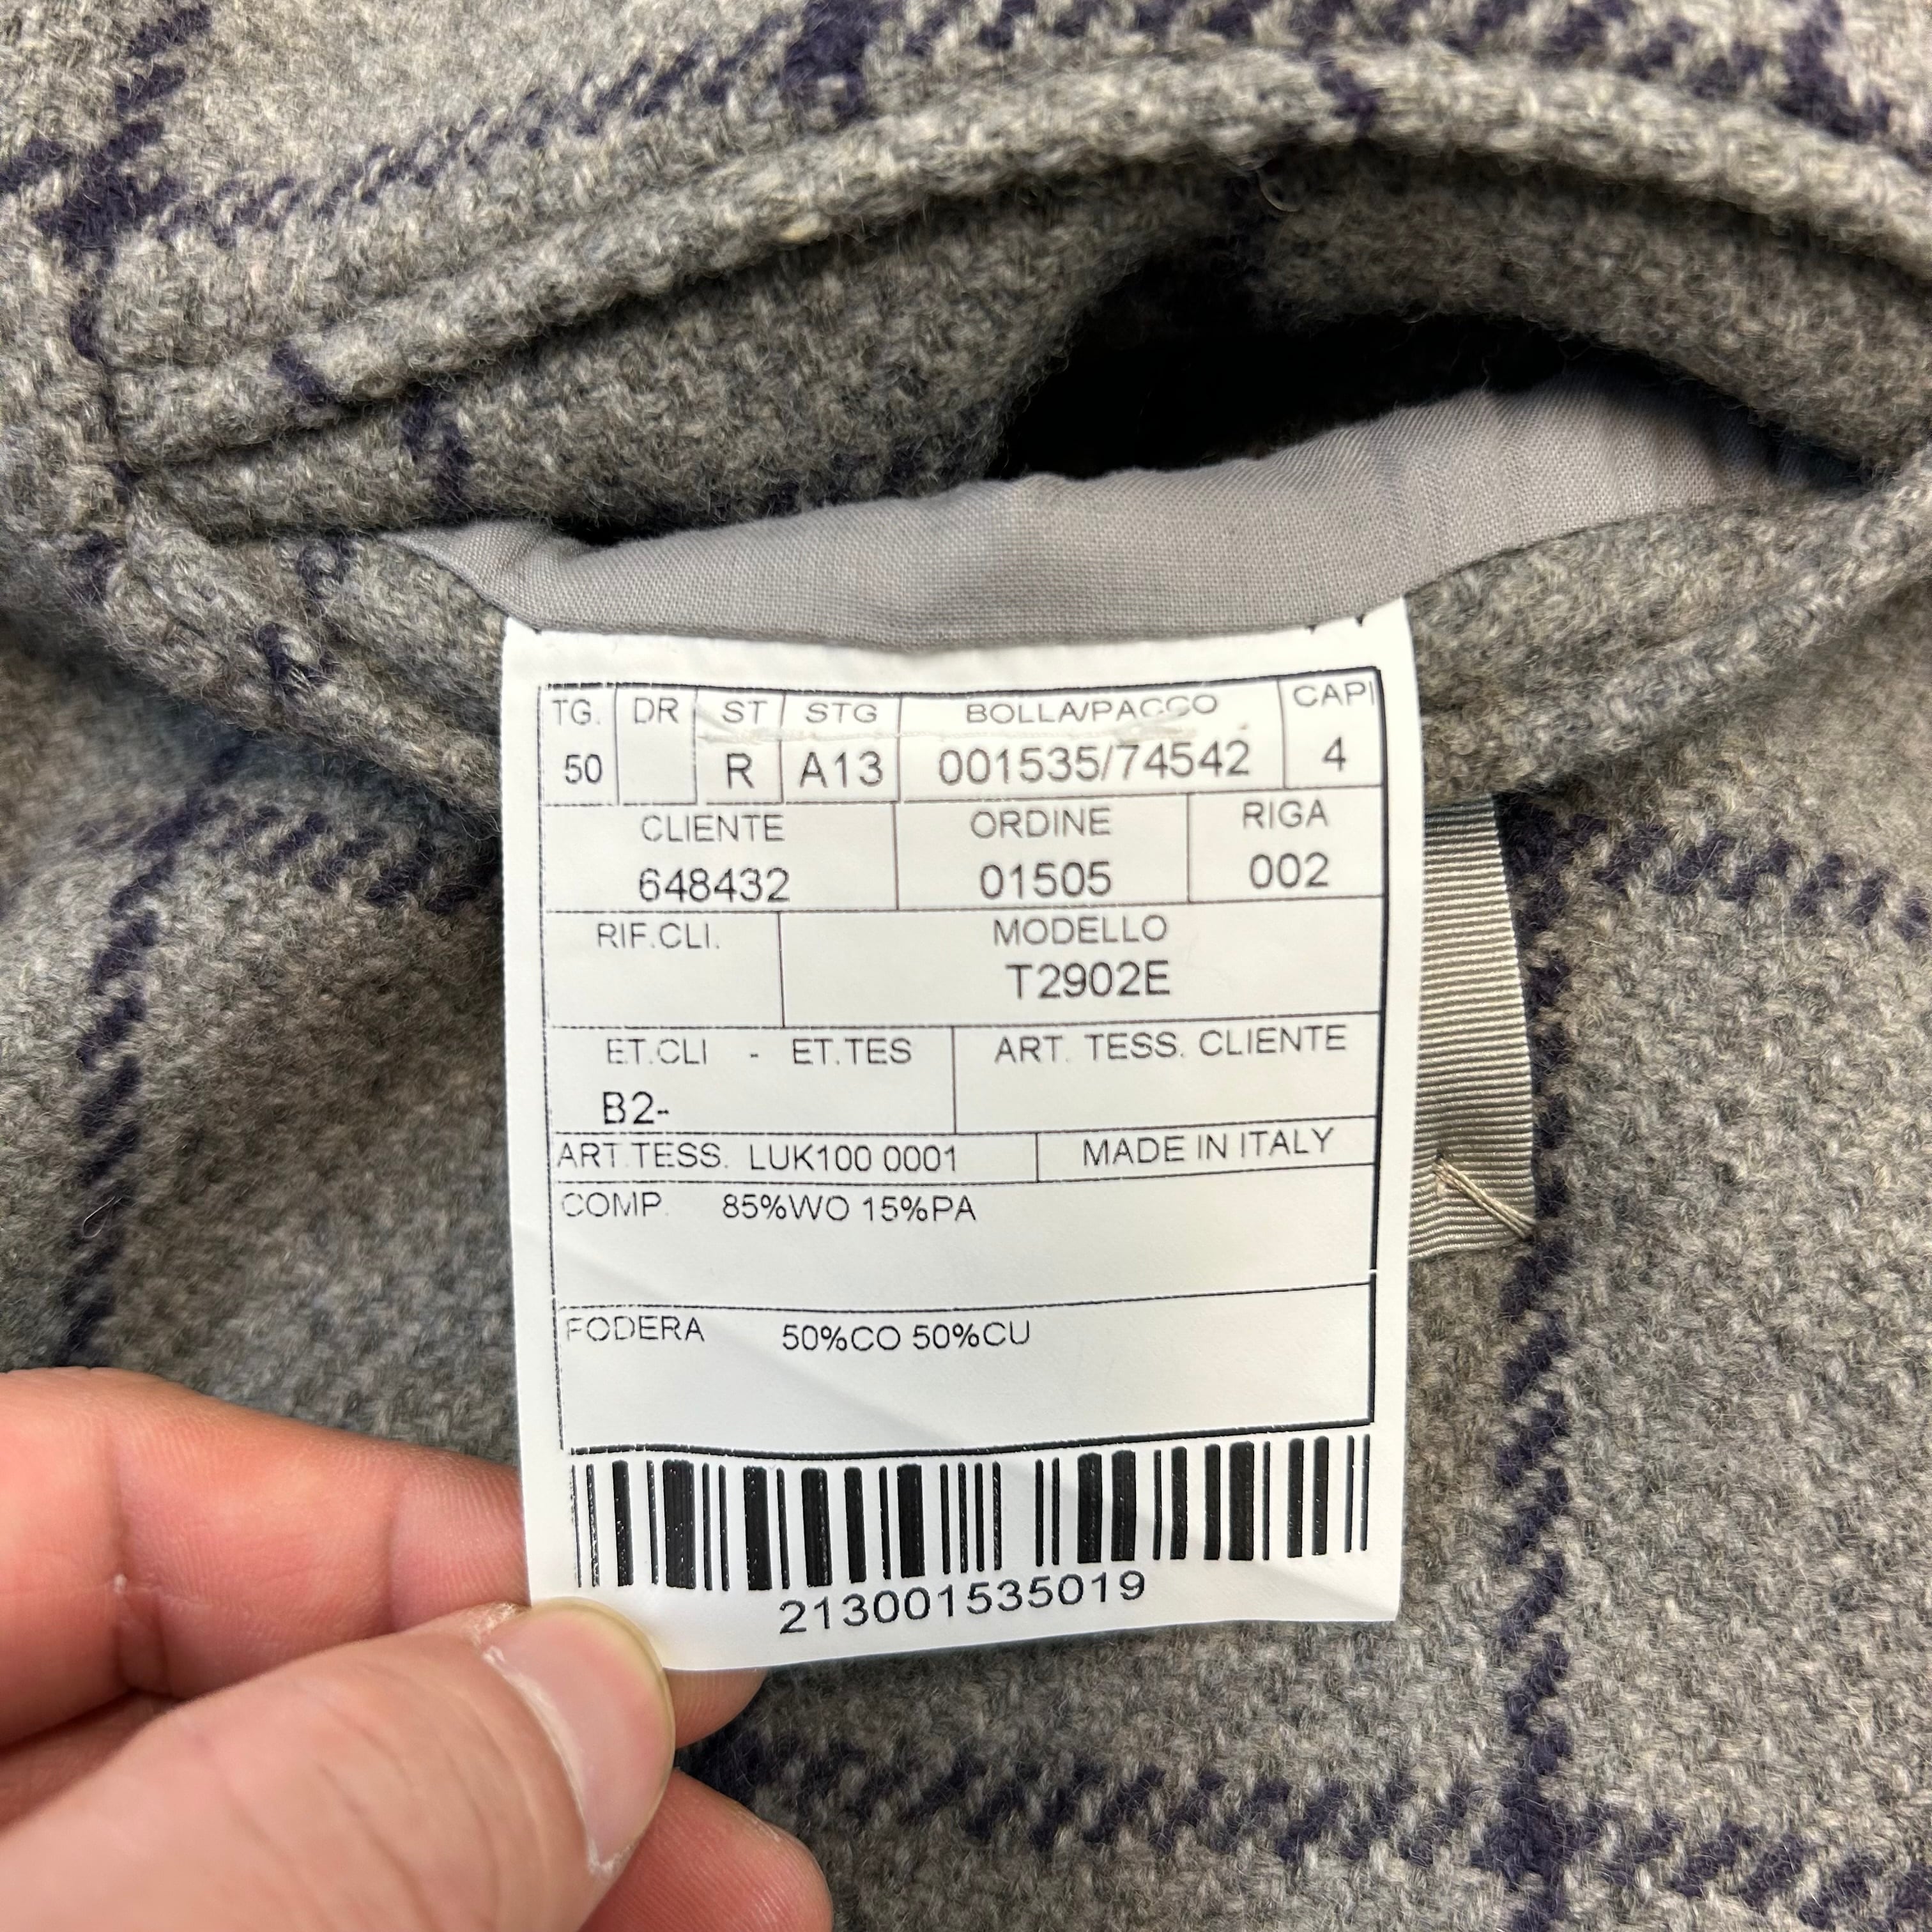 TG. DR ST STG BOLLA/PACCO CAPI
50 R A13 001535/74542 4
CLIENTE ORDINE RIGA
648432 01505 002
RIF.CLI. MODELLO
T2902E
ET.CLI - ET.TES ART. TESS. CLIENTE
B2-
ART.TESS. LUK100 0001 MADE IN ITALY
COMP. 85%WO 15%PA
FODERA 50%CO 50%CU
213001535019